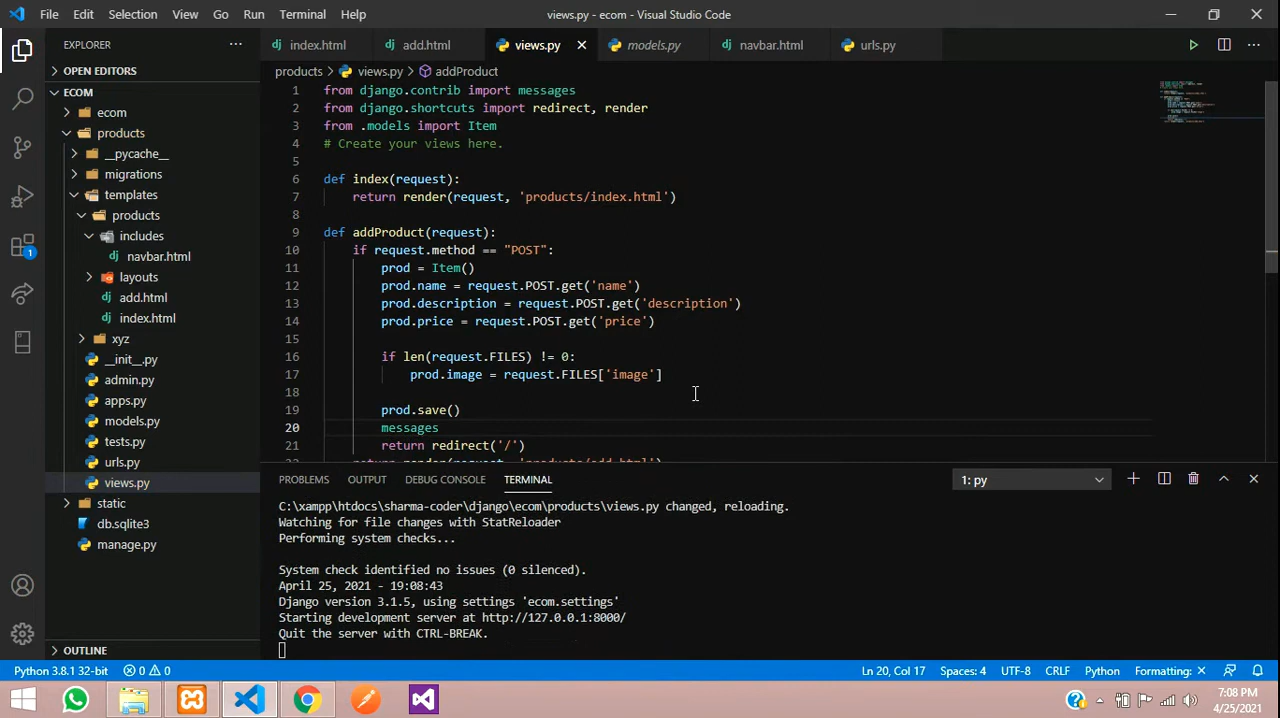 File Edit Selection View Go Run Terminal Help views.py - ecom - Visual Studio Code
EXPLORER ...
index.html add.html views.py models.py navbar.html urls.py
OPEN EDITORS
ECOM
ecom
products
__pycache__
migrations
templates
products
includes
navbar.html
layouts
add.html
index.html
xyz
__init__.py
admin.py
apps.py
models.py
tests.py
urls.py
views.py
static
db.sqlite3
manage.py
OUTLINE
products > views.py > addProduct
1 from django.contrib import messages
2 from django.shortcuts import redirect, render
3 from .models import Item
4 # Create your views here.
5
6 def index(request):
7 return render(request, 'products/index.html')
8
9 def addProduct(request):
10 if request.method == "POST":
11 prod = Item()
12 prod.name = request.POST.get('name')
13 prod.description = request.POST.get('description')
14 prod.price = request.POST.get('price')
15
16 if len(request.FILES) != 0:
17 prod.image = request.FILES['image']
18
19 prod.save()
20 messages
21 return redirect('/')
22 return render(request, 'products/add.html')
PROBLEMS OUTPUT DEBUG CONSOLE TERMINAL 1: py
C:\xampp\htdocs\sharma-coder\django\ecom\products\views.py changed, reloading.
Watching for file changes with StatReloader
Performing system checks...
System check identified no issues (0 silenced).
April 25, 2021 - 19:08:43
Django version 3.1.5, using settings 'ecom.settings'
Starting development server at http://127.0.0.1:8000/
Quit the server with CTRL-BREAK.
1
Python 3.8.1 32-bit 0 0 Ln 20, Col 17 Spaces: 4 UTF-8 CRLF Python Formatting: ×
7:08 PM
4/25/2021